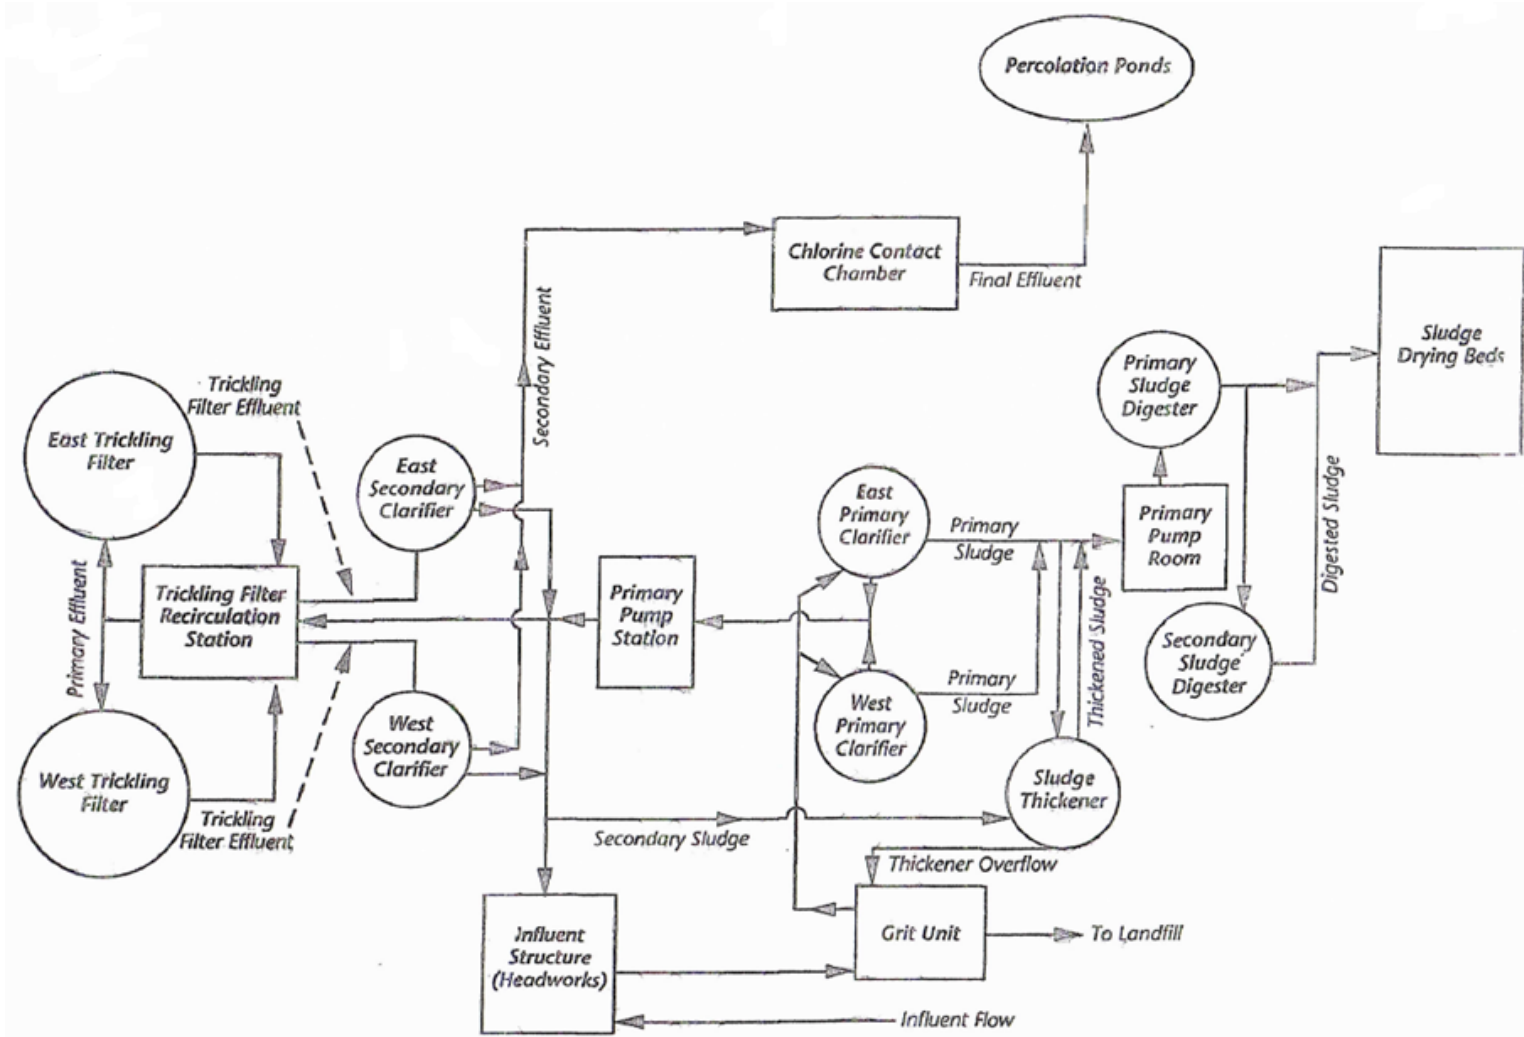 Percolation Ponds
Chlorine Contact
Chamber
Final Effluent
Secondary Effluent
Sludge
Drying Beds
Primary
Sludge
Digester
Trickling
Filter Effluent
East Trickling
Filter
East
Secondary
Clarifier
East
Primary
Clarifier
Primary
Sludge
Primary
Pump
Room
Digested Sludge
Primary Effluent
Trickling Filter
Recirculation
Station
Primary
Pump
Station
Thickened Sludge
Secondary
Sludge
Digester
West Trickling
Filter
West
Secondary
Clarifier
West
Primary
Clarifier
Primary
Sludge
Sludge
Thickener
Trickling
Filter Effluent
Secondary Sludge
Thickener Overflow
Influent
Structure
(Headworks)
Grit Unit
To Landfill
Influent Flow